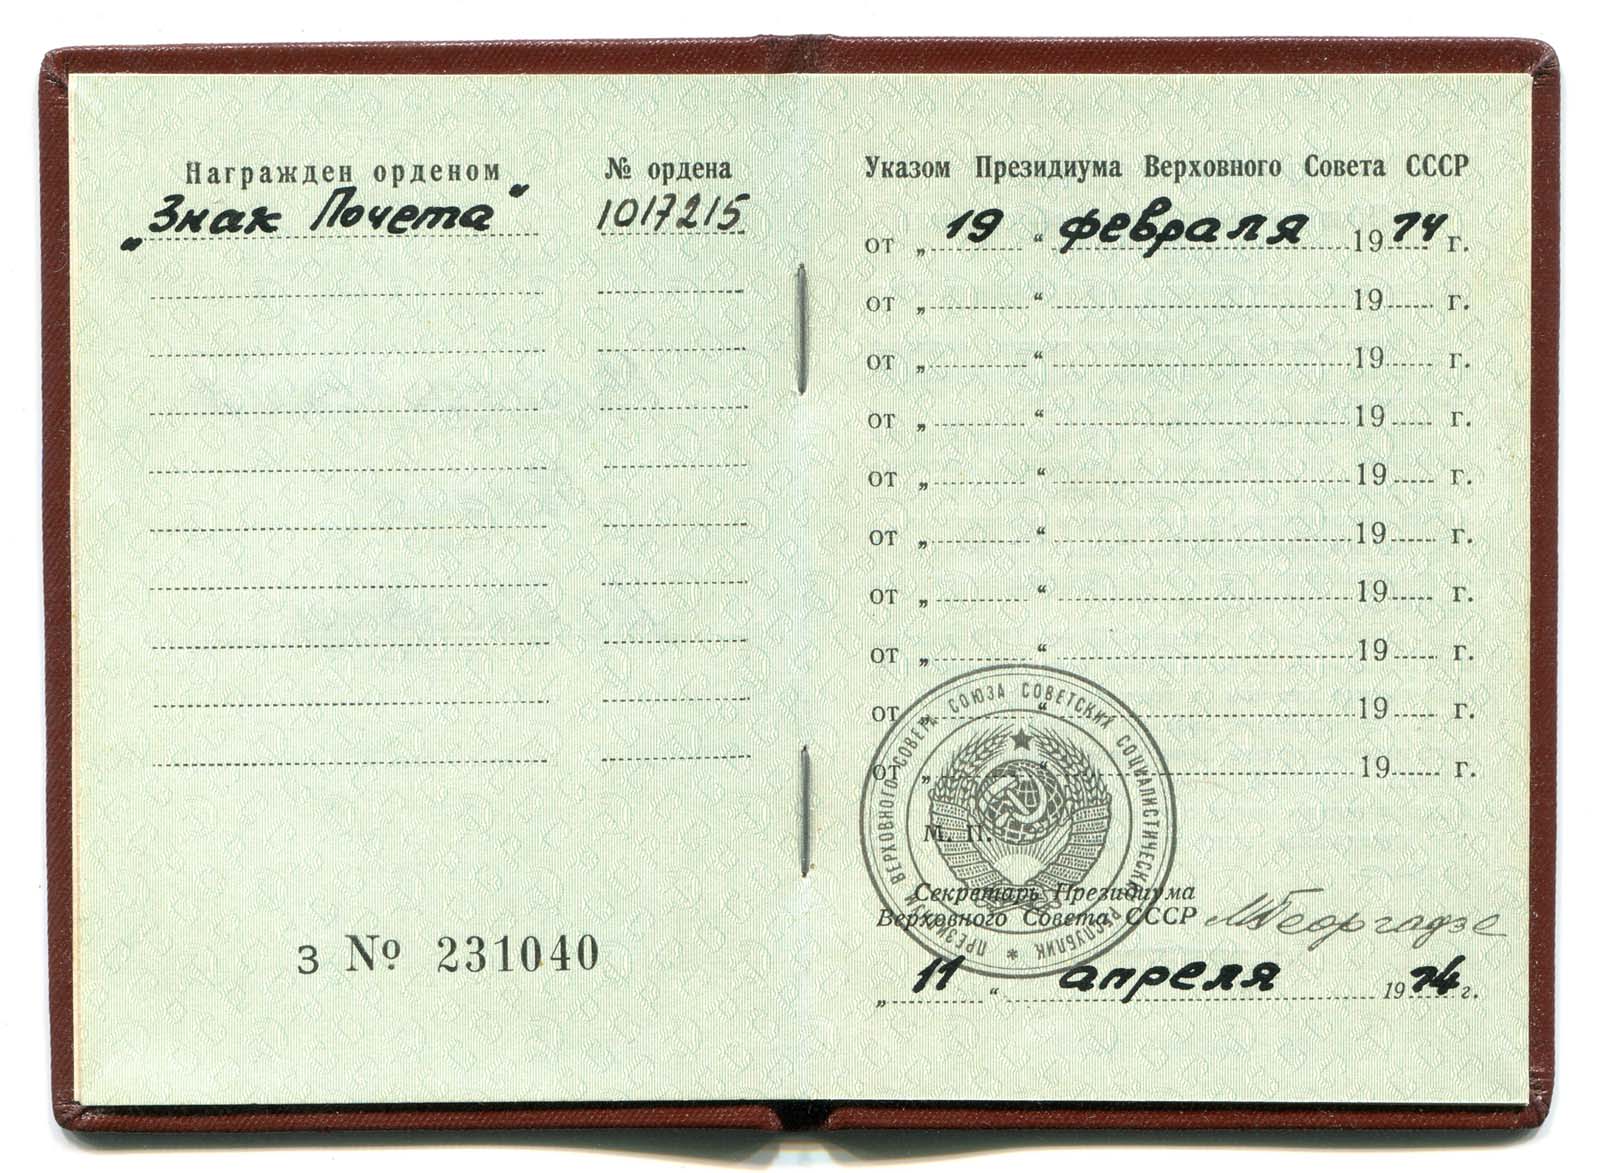 Награжден орденом
„Знак Почета“
№ ордена
1017215
З № 231040
Указом Президиума Верховного Совета СССР
от „ 19 “ февраля 1974 г.
от „ “ 19 г.
от „ “ 19 г.
от „ “ 19 г.
от „ “ 19 г.
от „ “ 19 г.
от „ “ 19 г.
от „ “ 19 г.
от „ “ 19 г.
от „ “ 19 г.
ПРЕЗИДИУМ ВЕРХОВНОГО СОВЕТА СОЮЗА СОВЕТСКИХ СОЦИАЛИСТИЧЕСКИХ РЕСПУБЛИК *
М. П.
Секретарь Президиума
Верховного Совета СССР МГеоргадзе
„ 11 “ апреля 1974 г.